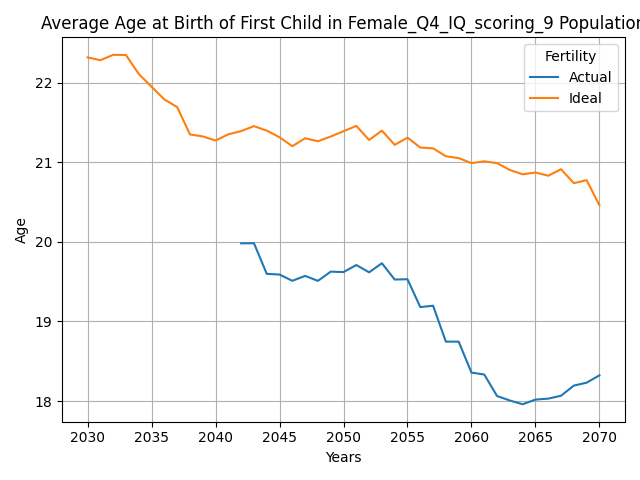 Average Age at Birth of First Child in Female_Q4_IQ_scoring_9 Population
Fertility
Actual
Ideal
22
21
20
19
18
Age
2030 2035 2040 2045 2050 2055 2060 2065 2070
Years